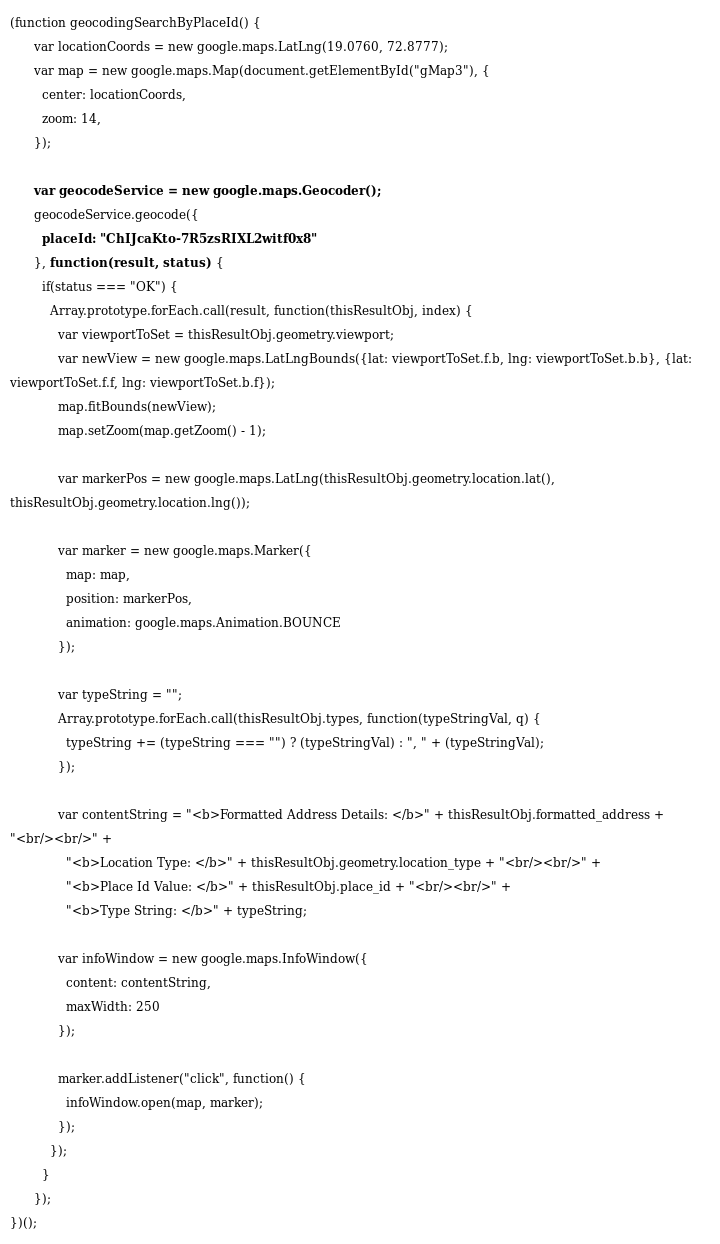 (function geocodingSearchByPlaceId() {
var locationCoords = new google.maps.LatLng(19.0760, 72.8777);
var map = new google.maps.Map(document.getElementById("gMap3"), {
center: locationCoords,
zoom: 14,
});
var geocodeService = new google.maps.Geocoder();
geocodeService.geocode({
placeId: "ChIJcaKto-7R5zsRIXL2witf0x8"
}, function(result, status) {
if(status === "OK") {
Array.prototype.forEach.call(result, function(thisResultObj, index) {
var viewportToSet = thisResultObj.geometry.viewport;
var newView = new google.maps.LatLngBounds({lat: viewportToSet.f.b, lng: viewportToSet.b.b}, {lat:
viewportToSet.f.f, lng: viewportToSet.b.f});
map.fitBounds(newView);
map.setZoom(map.getZoom() - 1);
var markerPos = new google.maps.LatLng(thisResultObj.geometry.location.lat(),
thisResultObj.geometry.location.lng());
var marker = new google.maps.Marker({
map: map,
position: markerPos,
animation: google.maps.Animation.BOUNCE
});
var typeString = "";
Array.prototype.forEach.call(thisResultObj.types, function(typeStringVal, q) {
typeString += (typeString === "") ? (typeStringVal) : ", " + (typeStringVal);
});
var contentString = "<b>Formatted Address Details: </b>" + thisResultObj.formatted_address +
"<br/><br/>" +
"<b>Location Type: </b>" + thisResultObj.geometry.location_type + "<br/><br/>" +
"<b>Place Id Value: </b>" + thisResultObj.place_id + "<br/><br/>" +
"<b>Type String: </b>" + typeString;
var infoWindow = new google.maps.InfoWindow({
content: contentString,
maxWidth: 250
});
marker.addListener("click", function() {
infoWindow.open(map, marker);
});
});
}
});
})();